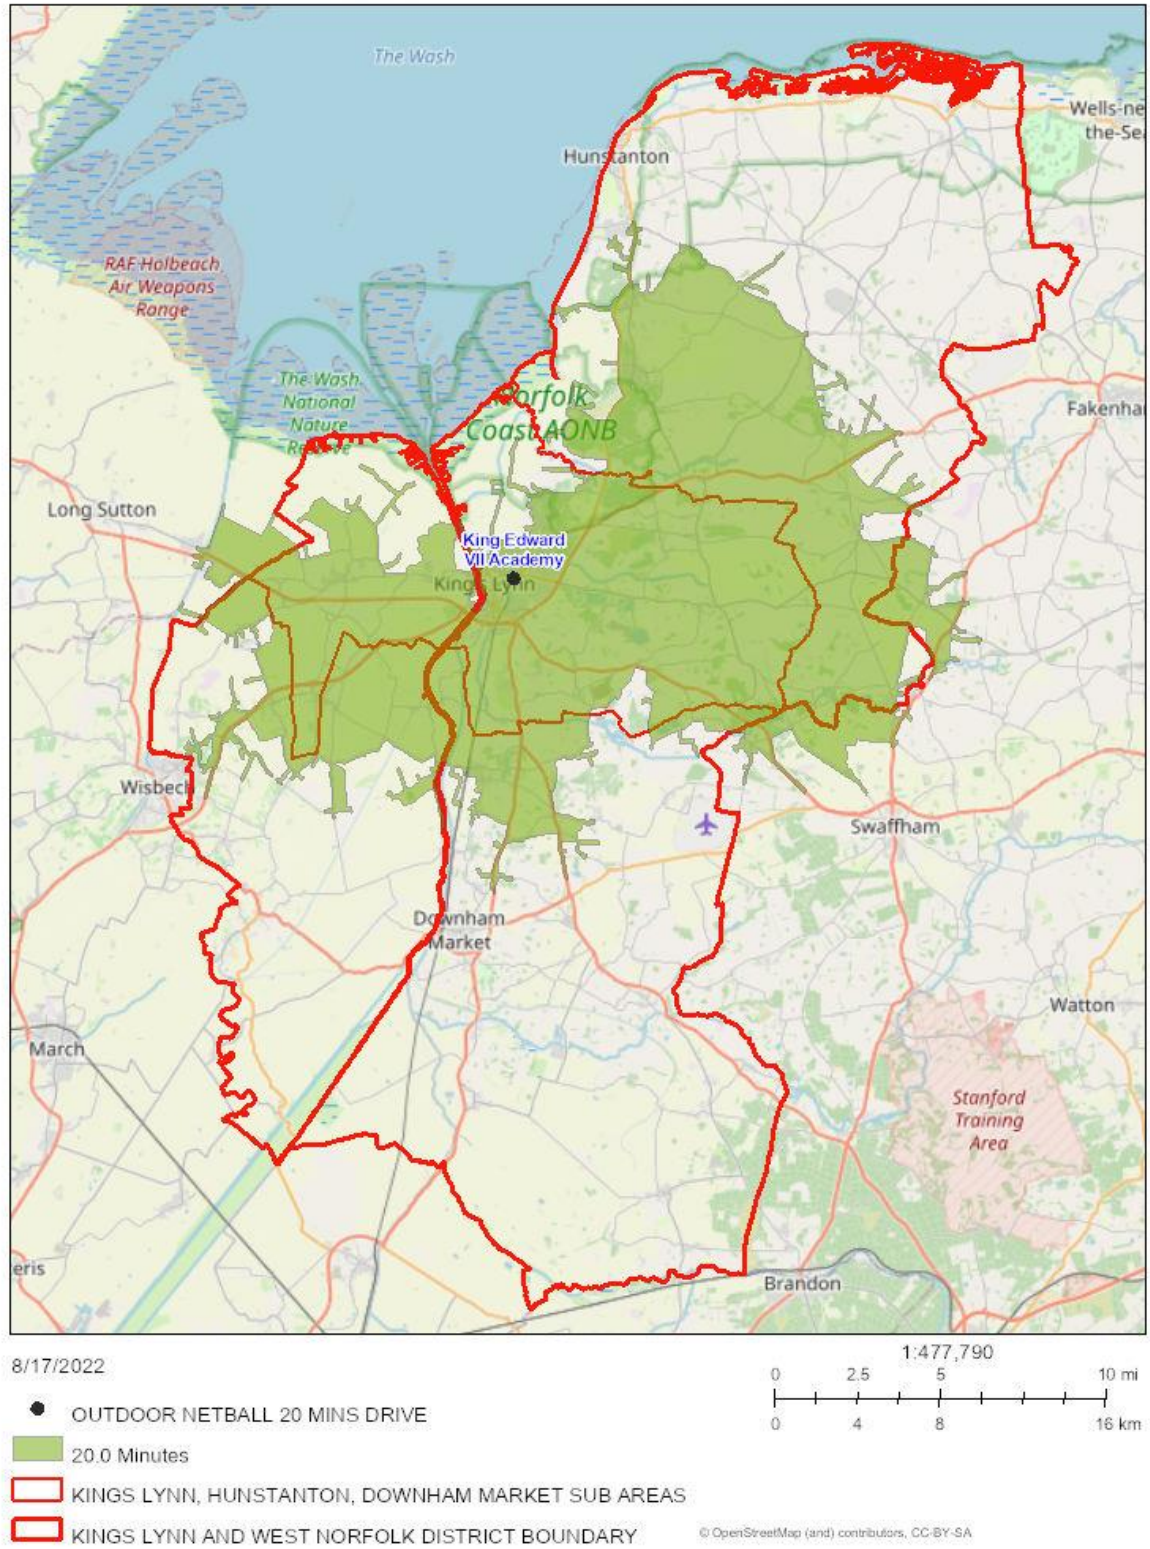 The Wash
Wells-ne
the-Sea
Hunstanton
RAF Holbeach
Air Weapons
Range
The Wash
National
Nature
Reserve
Norfolk
Coast AONB
Fakenha
Long Sutton
King Edward
VII Academy
King's Lynn
Wisbech
Swaffham
Downham
Market
Watton
March
Stanford
Training
Area
eris
Brandon
8/17/2022
1:477,790
0 2.5 5 10 mi
0 4 8 16 km
OUTDOOR NETBALL 20 MINS DRIVE
20.0 Minutes
KINGS LYNN, HUNSTANTON, DOWNHAM MARKET SUB AREAS
KINGS LYNN AND WEST NORFOLK DISTRICT BOUNDARY
© OpenStreetMap (and) contributors, CC-BY-SA